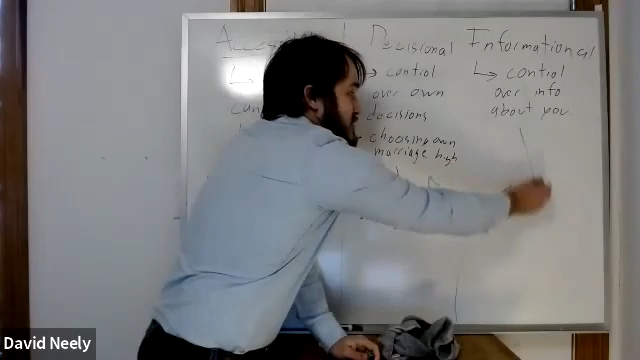 Decisional
Informational
↳ control
over own
decisions
choosing own
marriage high
↳ control
over info
about you.
David Neely